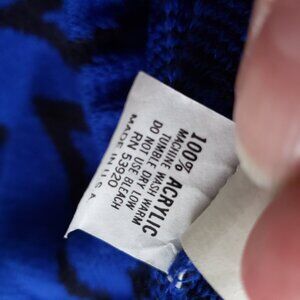 100% ACRYLIC
MACHINE WASH WARM
TUMBLE DRY LOW
DO NOT USE BLEACH
RN 53920
MADE IN U.S.A.